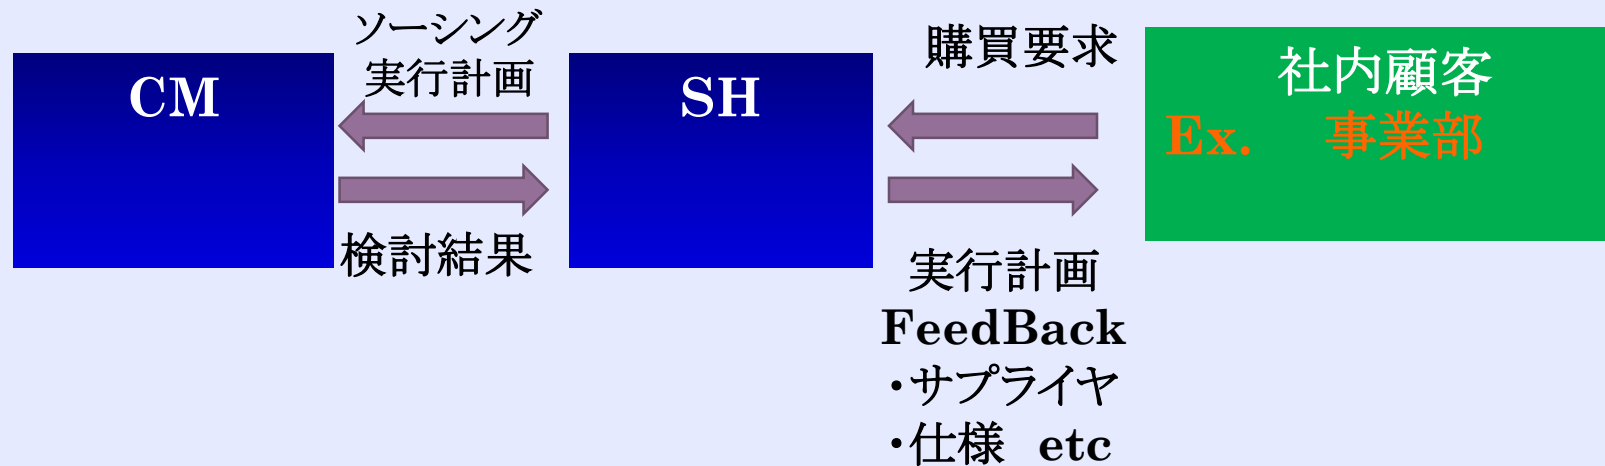 CM
ソーシング
実行計画
検討結果
SH
購買要求
実行計画
FeedBack
・サプライヤ
・仕様 etc
社内顧客
Ex. 事業部